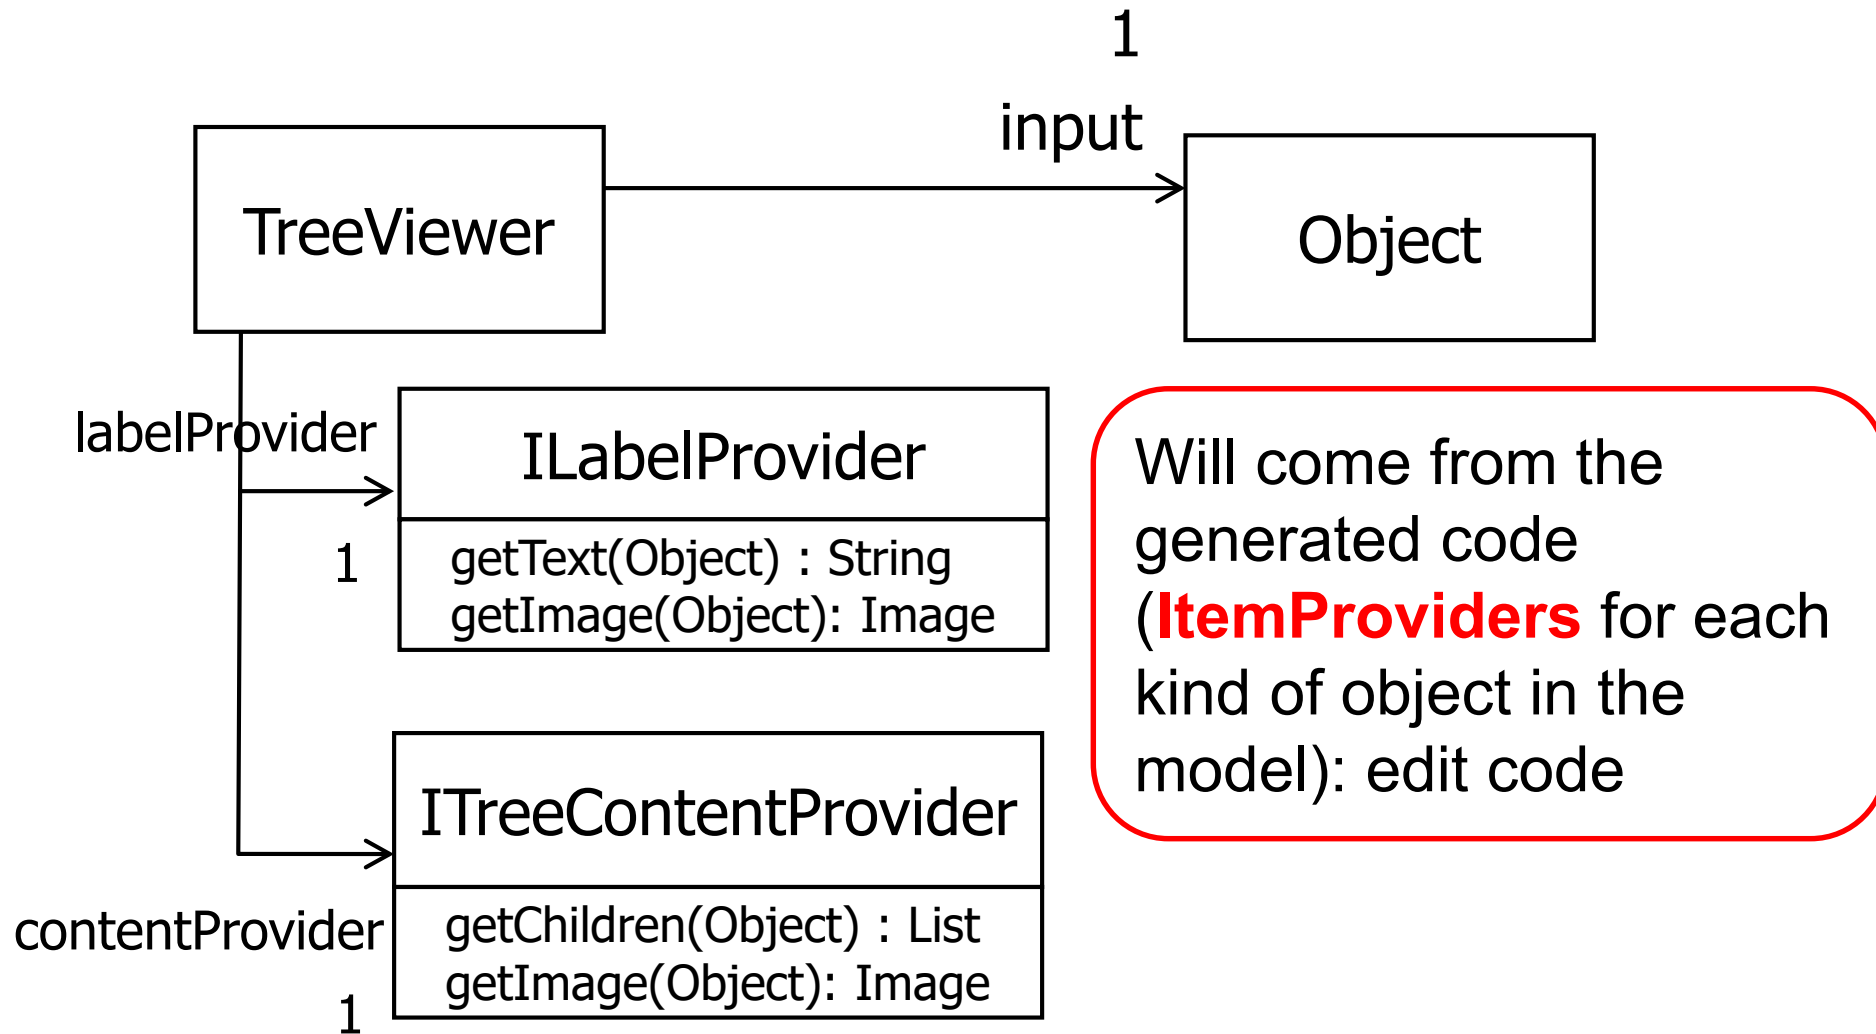 1
input
TreeViewer
Object
labelProvider
1
ILabelProvider
getText(Object) : String
getImage(Object): Image
Will come from the
generated code
(ItemProviders for each
kind of object in the
model): edit code
contentProvider
1
ITreeContentProvider
getChildren(Object) : List
getImage(Object): Image